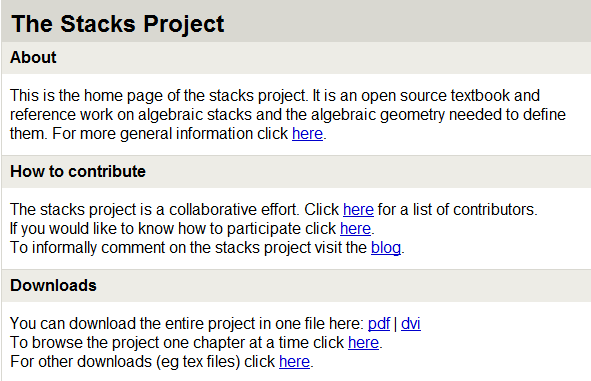 The Stacks Project
About
This is the home page of the stacks project. It is an open source textbook and
reference work on algebraic stacks and the algebraic geometry needed to define
them. For more general information click here.
How to contribute
The stacks project is a collaborative effort. Click here for a list of contributors.
If you would like to know how to participate click here.
To informally comment on the stacks project visit the blog.
Downloads
You can download the entire project in one file here: pdf | dvi
To browse the project one chapter at a time click here.
For other downloads (eg tex files) click here.